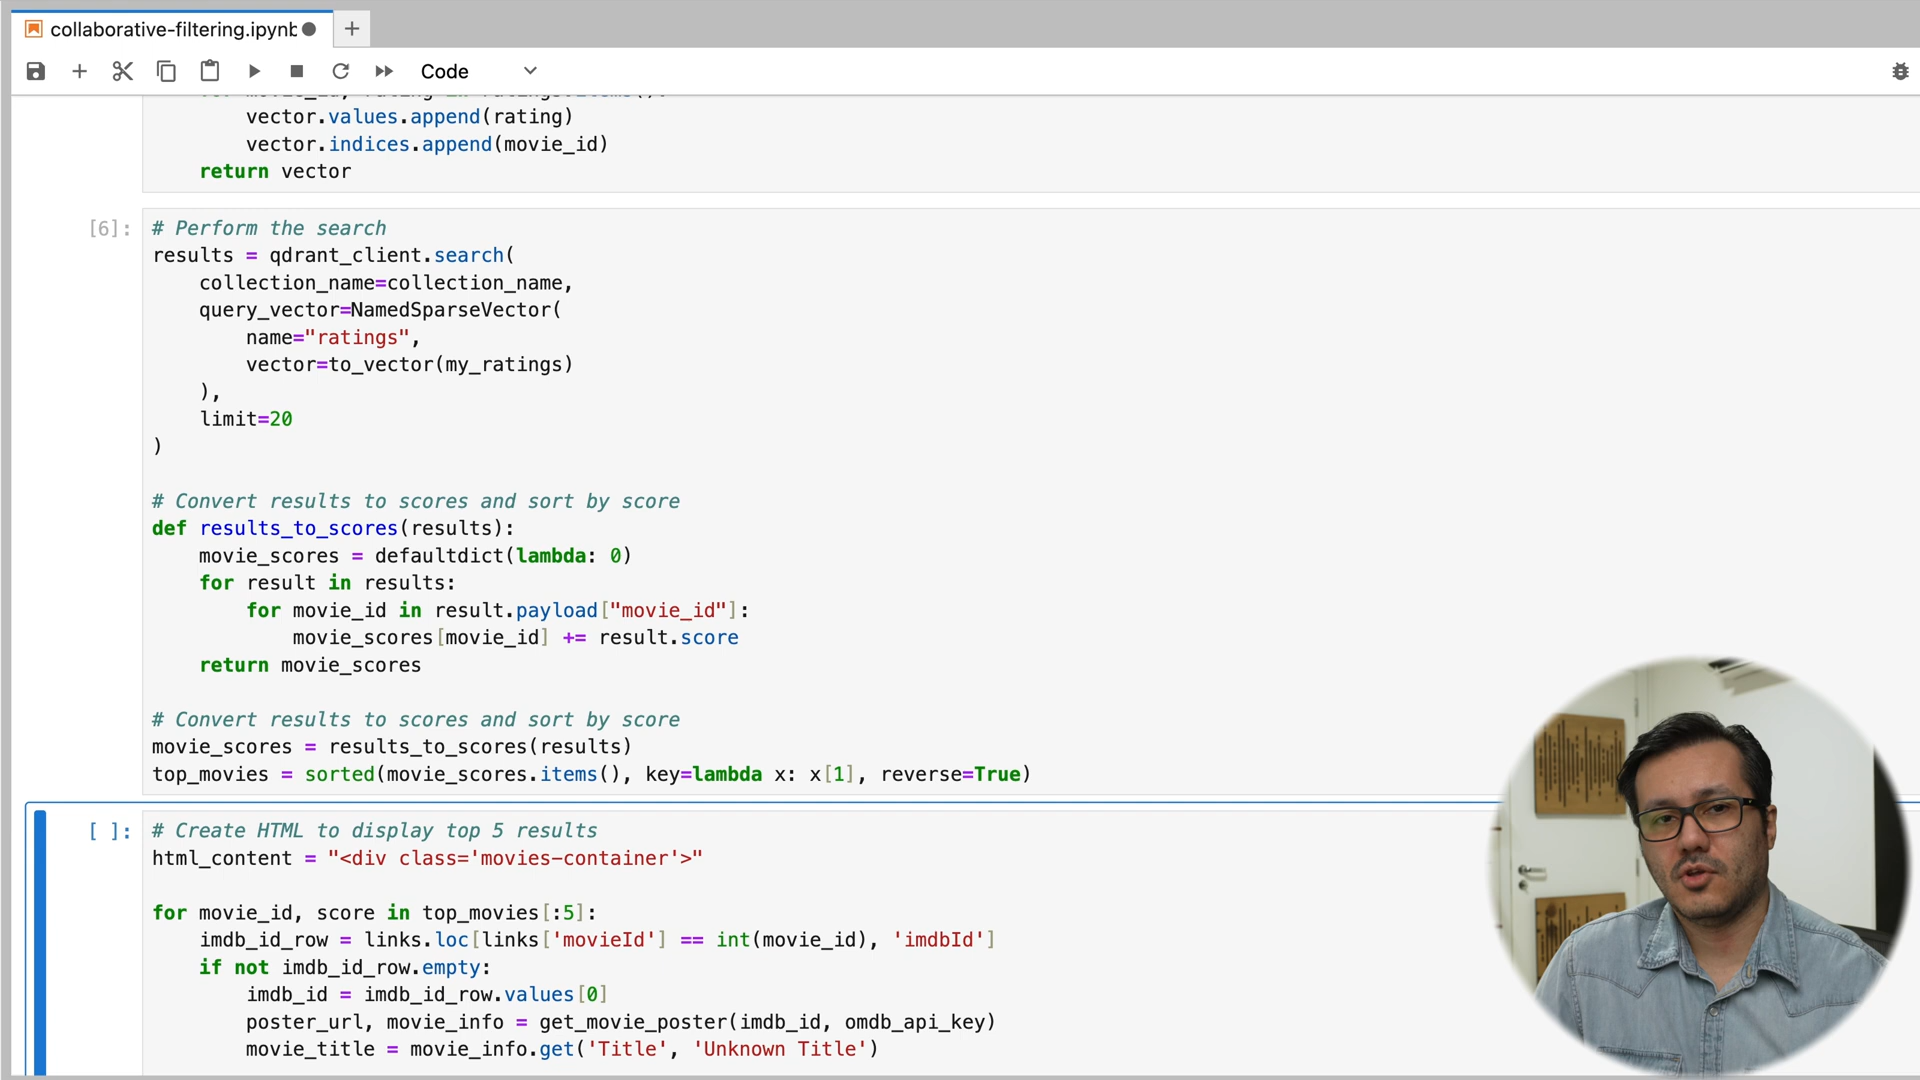 collaborative-filtering.ipynb
Code
vector.values.append(rating)
vector.indices.append(movie_id)
return vector
[6]:
# Perform the search
results = qdrant_client.search(
collection_name=collection_name,
query_vector=NamedSparseVector(
name="ratings",
vector=to_vector(my_ratings)
),
limit=20
)
# Convert results to scores and sort by score
def results_to_scores(results):
movie_scores = defaultdict(lambda: 0)
for result in results:
for movie_id in result.payload["movie_id"]:
movie_scores[movie_id] += result.score
return movie_scores
# Convert results to scores and sort by score
movie_scores = results_to_scores(results)
top_movies = sorted(movie_scores.items(), key=lambda x: x[1], reverse=True)
[ ]:
# Create HTML to display top 5 results
html_content = "<div class='movies-container'>"
for movie_id, score in top_movies[:5]:
imdb_id_row = links.loc[links['movieId'] == int(movie_id), 'imdbId']
if not imdb_id_row.empty:
imdb_id = imdb_id_row.values[0]
poster_url, movie_info = get_movie_poster(imdb_id, omdb_api_key)
movie_title = movie_info.get('Title', 'Unknown Title')